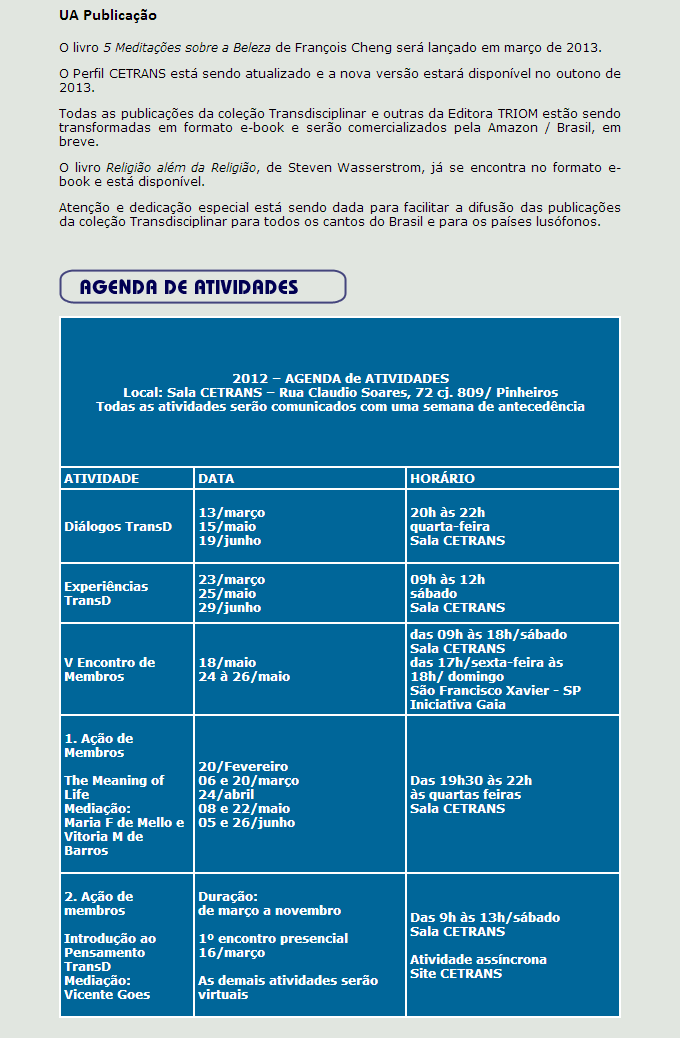 UA Publicação
O livro 5 Meditações sobre a Beleza de François Cheng será lançado em março de 2013.
O Perfil CETRANS está sendo atualizado e a nova versão estará disponível no outono de
2013.
Todas as publicações da coleção Transdisciplinar e outras da Editora TRIOM estão sendo
transformadas em formato e-book e serão comercializados pela Amazon / Brasil, em
breve.
O livro Religião além da Religião, de Steven Wasserstrom, já se encontra no formato e-
book e está disponível.
Atenção e dedicação especial está sendo dada para facilitar a difusão das publicações
da coleção Transdisciplinar para todos os cantos do Brasil e para os países lusófonos.
AGENDA DE ATIVIDADES
2012 – AGENDA de ATIVIDADES
Local: Sala CETRANS – Rua Claudio Soares, 72 cj. 809/ Pinheiros
Todas as atividades serão comunicados com uma semana de antecedência
ATIVIDADE DATA HORÁRIO
Diálogos TransD
13/março
15/maio
19/junho
20h às 22h
quarta-feira
Sala CETRANS
Experiências
TransD
23/março
25/maio
29/junho
09h às 12h
sábado
Sala CETRANS
V Encontro de
Membros
18/maio
24 à 26/maio
das 09h às 18h/sábado
Sala CETRANS
das 17h/sexta-feira às
18h/ domingo
São Francisco Xavier - SP
Iniciativa Gaia
1. Ação de
Membros
The Meaning of
Life
Mediação:
Maria F de Mello e
Vitoria M de
Barros
20/Fevereiro
06 e 20/março
24/abril
08 e 22/maio
05 e 26/junho
Das 19h30 às 22h
às quartas feiras
Sala CETRANS
2. Ação de
membros
Introdução ao
Pensamento
TransD
Mediação:
Vicente Goes
Duração:
de março a novembro
1º encontro presencial
16/março
As demais atividades serão
virtuais
Das 9h às 13h/sábado
Sala CETRANS
Atividade assíncrona
Site CETRANS